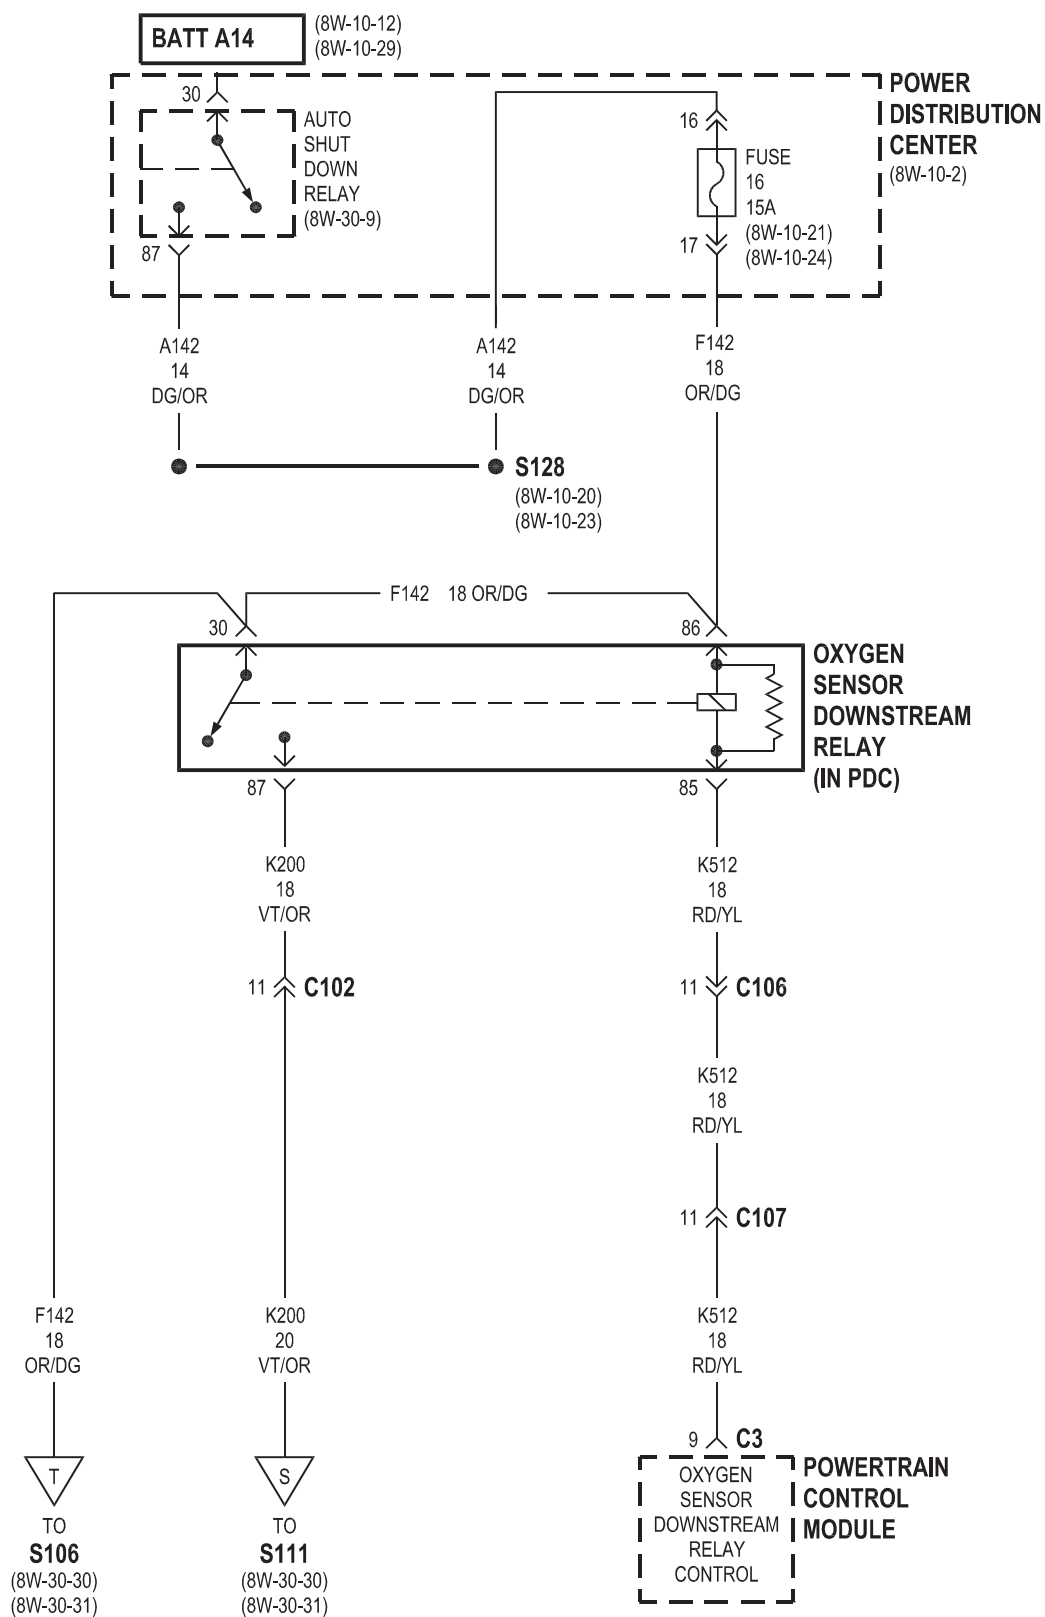 BATT A14
(8W-10-12)
(8W-10-29)
30
AUTO
SHUT
DOWN
RELAY
(8W-30-9)
87
16
FUSE
16
15A
(8W-10-21)
(8W-10-24)
17
POWER
DISTRIBUTION
CENTER
(8W-10-2)
A142
14
DG/OR
A142
14
DG/OR
F142
18
OR/DG
S128
(8W-10-20)
(8W-10-23)
F142 18 OR/DG
30
86
OXYGEN
SENSOR
DOWNSTREAM
RELAY
(IN PDC)
87
85
K200
18
VT/OR
K512
18
RD/YL
11 C102
11 C106
K512
18
RD/YL
11 C107
F142
18
OR/DG
K200
20
VT/OR
K512
18
RD/YL
9 C3
T
TO
S106
(8W-30-30)
(8W-30-31)
S
TO
S111
(8W-30-30)
(8W-30-31)
OXYGEN
SENSOR
DOWNSTREAM
RELAY
CONTROL
POWERTRAIN
CONTROL
MODULE